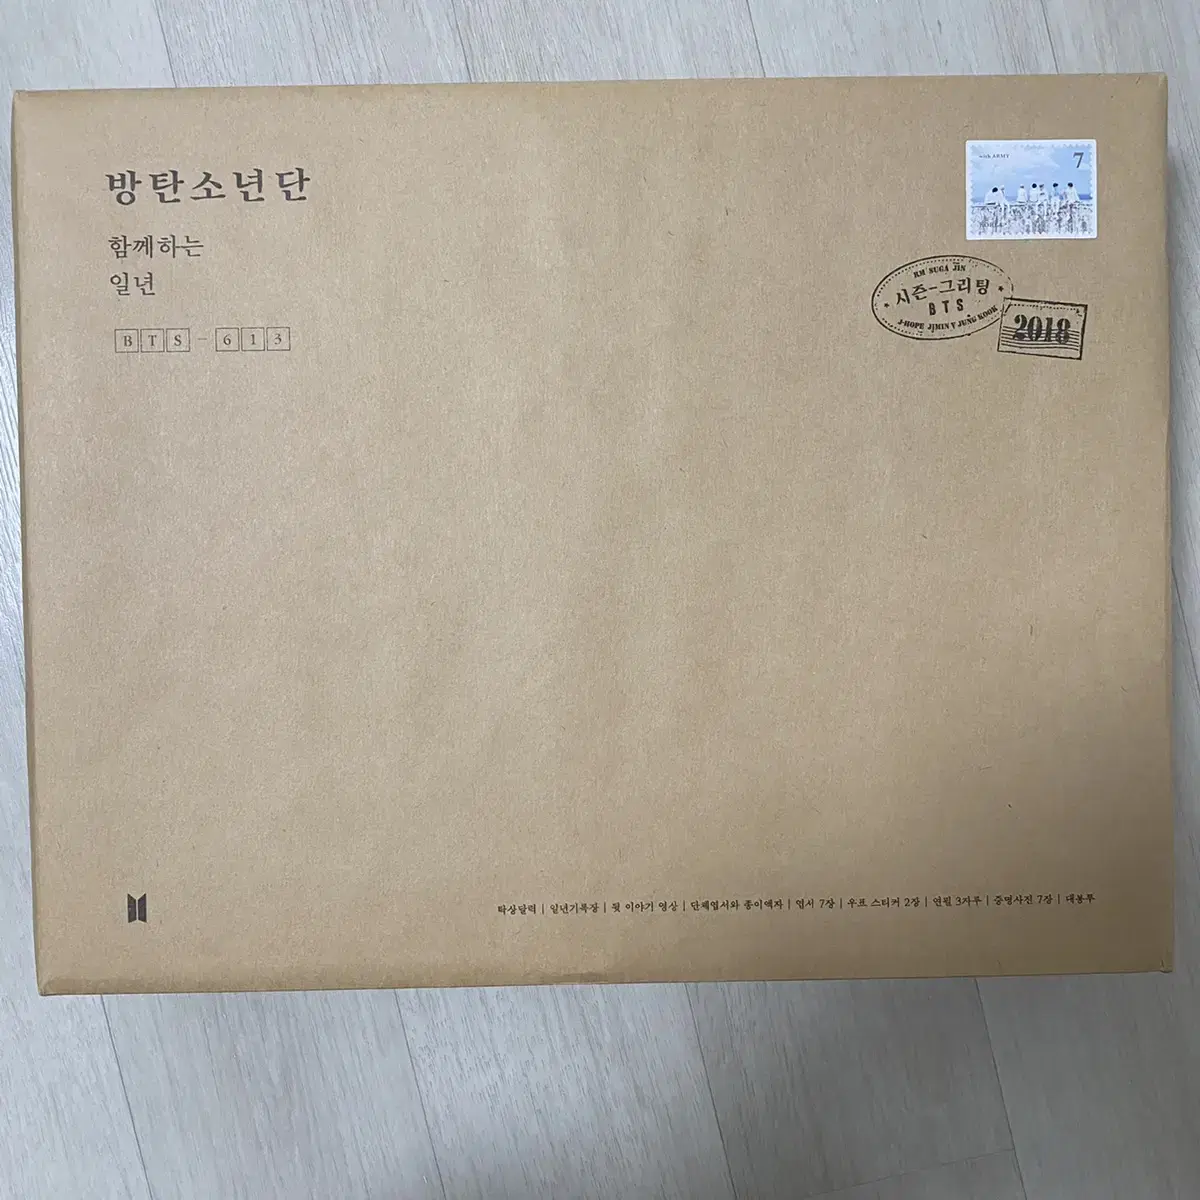 방탄소년단
with ARMY 7
함께하는
KOREA
일년
RM SUGA JIN
시즌-그리팅
BTS
J-HOPE JIMIN V JUNG KOOK
2018
BTS-613
탁상달력 | 일년기록장 | 뒷 이야기 영상 | 단체엽서와 종이액자 | 엽서 7장 | 우표 스티커 2장 | 연필 3자루 | 증명사진 7장 | 대봉투